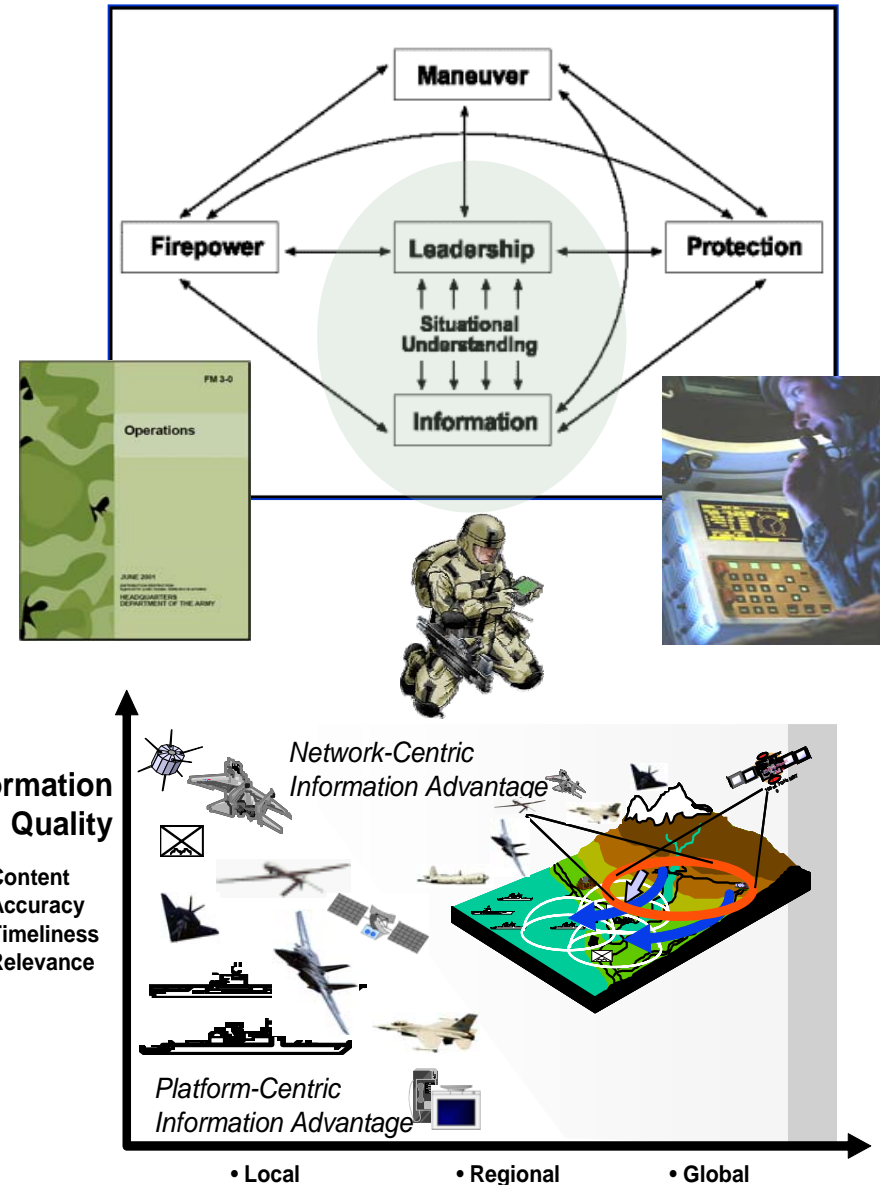 Maneuver
Firepower
Leadership
Protection
Situational
Understanding
Information
FM 3-0
Operations
JUNE 2001
HEADQUARTERS
DEPARTMENT OF THE ARMY
Network-Centric
Information Advantage
ormation
Quality
Content
Accuracy
Timeliness
Relevance
Platform-Centric
Information Advantage
• Local • Regional • Global